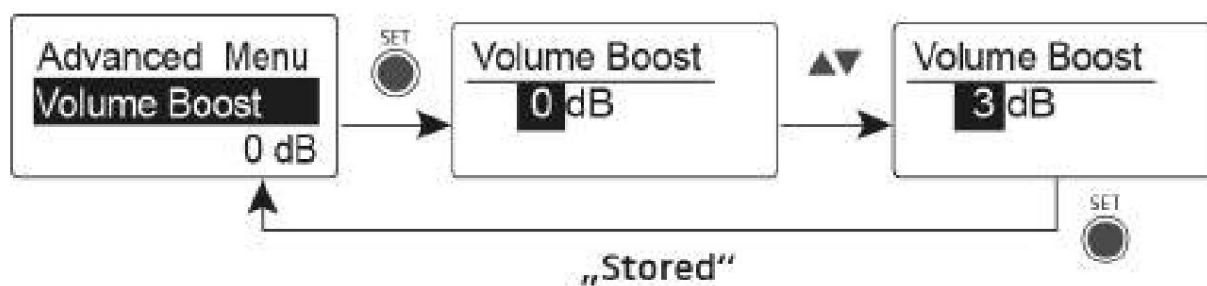 Advanced Menu
Volume Boost
0 dB
SET
Volume Boost
0 dB
▲▼
Volume Boost
3 dB
SET
„Stored“